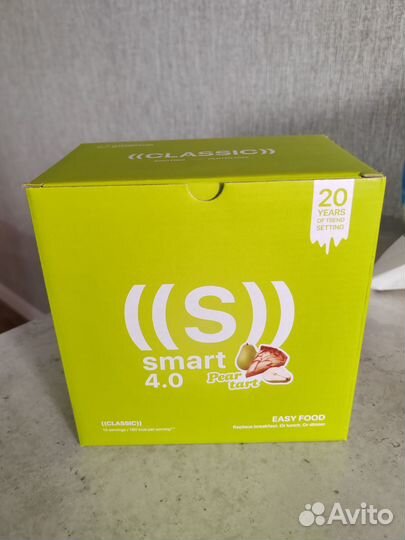 ((CLASSIC))
20
YEARS
OF TREND
SETTING
((S))
smart
4.0
Pear
tart
((CLASSIC))
EASY FOOD
Replace breakfast. Or lunch. Or dinner
Avito